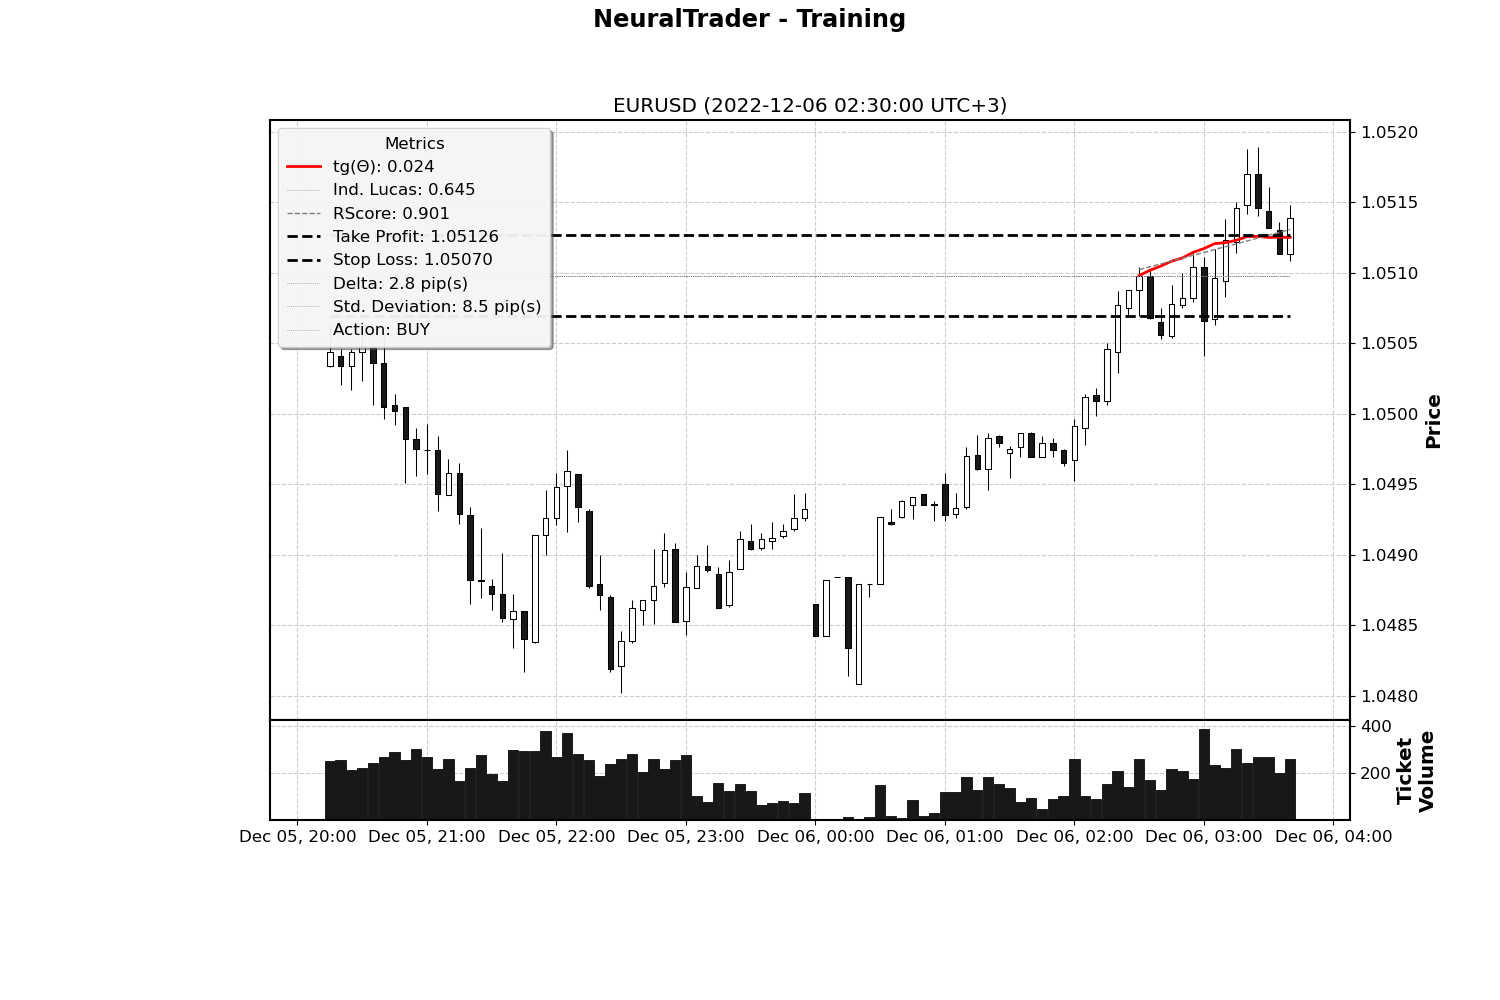 NeuralTrader - Training
EURUSD (2022-12-06 02:30:00 UTC+3)
Metrics
tg(Θ): 0.024
Ind. Lucas: 0.645
RScore: 0.901
Take Profit: 1.05126
Stop Loss: 1.05070
Delta: 2.8 pip(s)
Std. Deviation: 8.5 pip(s)
Action: BUY
1.0520
1.0515
1.0510
1.0505
1.0500
1.0495
1.0490
1.0485
1.0480
Price
400
200
Ticket
Volume
Dec 05, 20:00 Dec 05, 21:00 Dec 05, 22:00 Dec 05, 23:00 Dec 06, 00:00 Dec 06, 01:00 Dec 06, 02:00 Dec 06, 03:00 Dec 06, 04:00